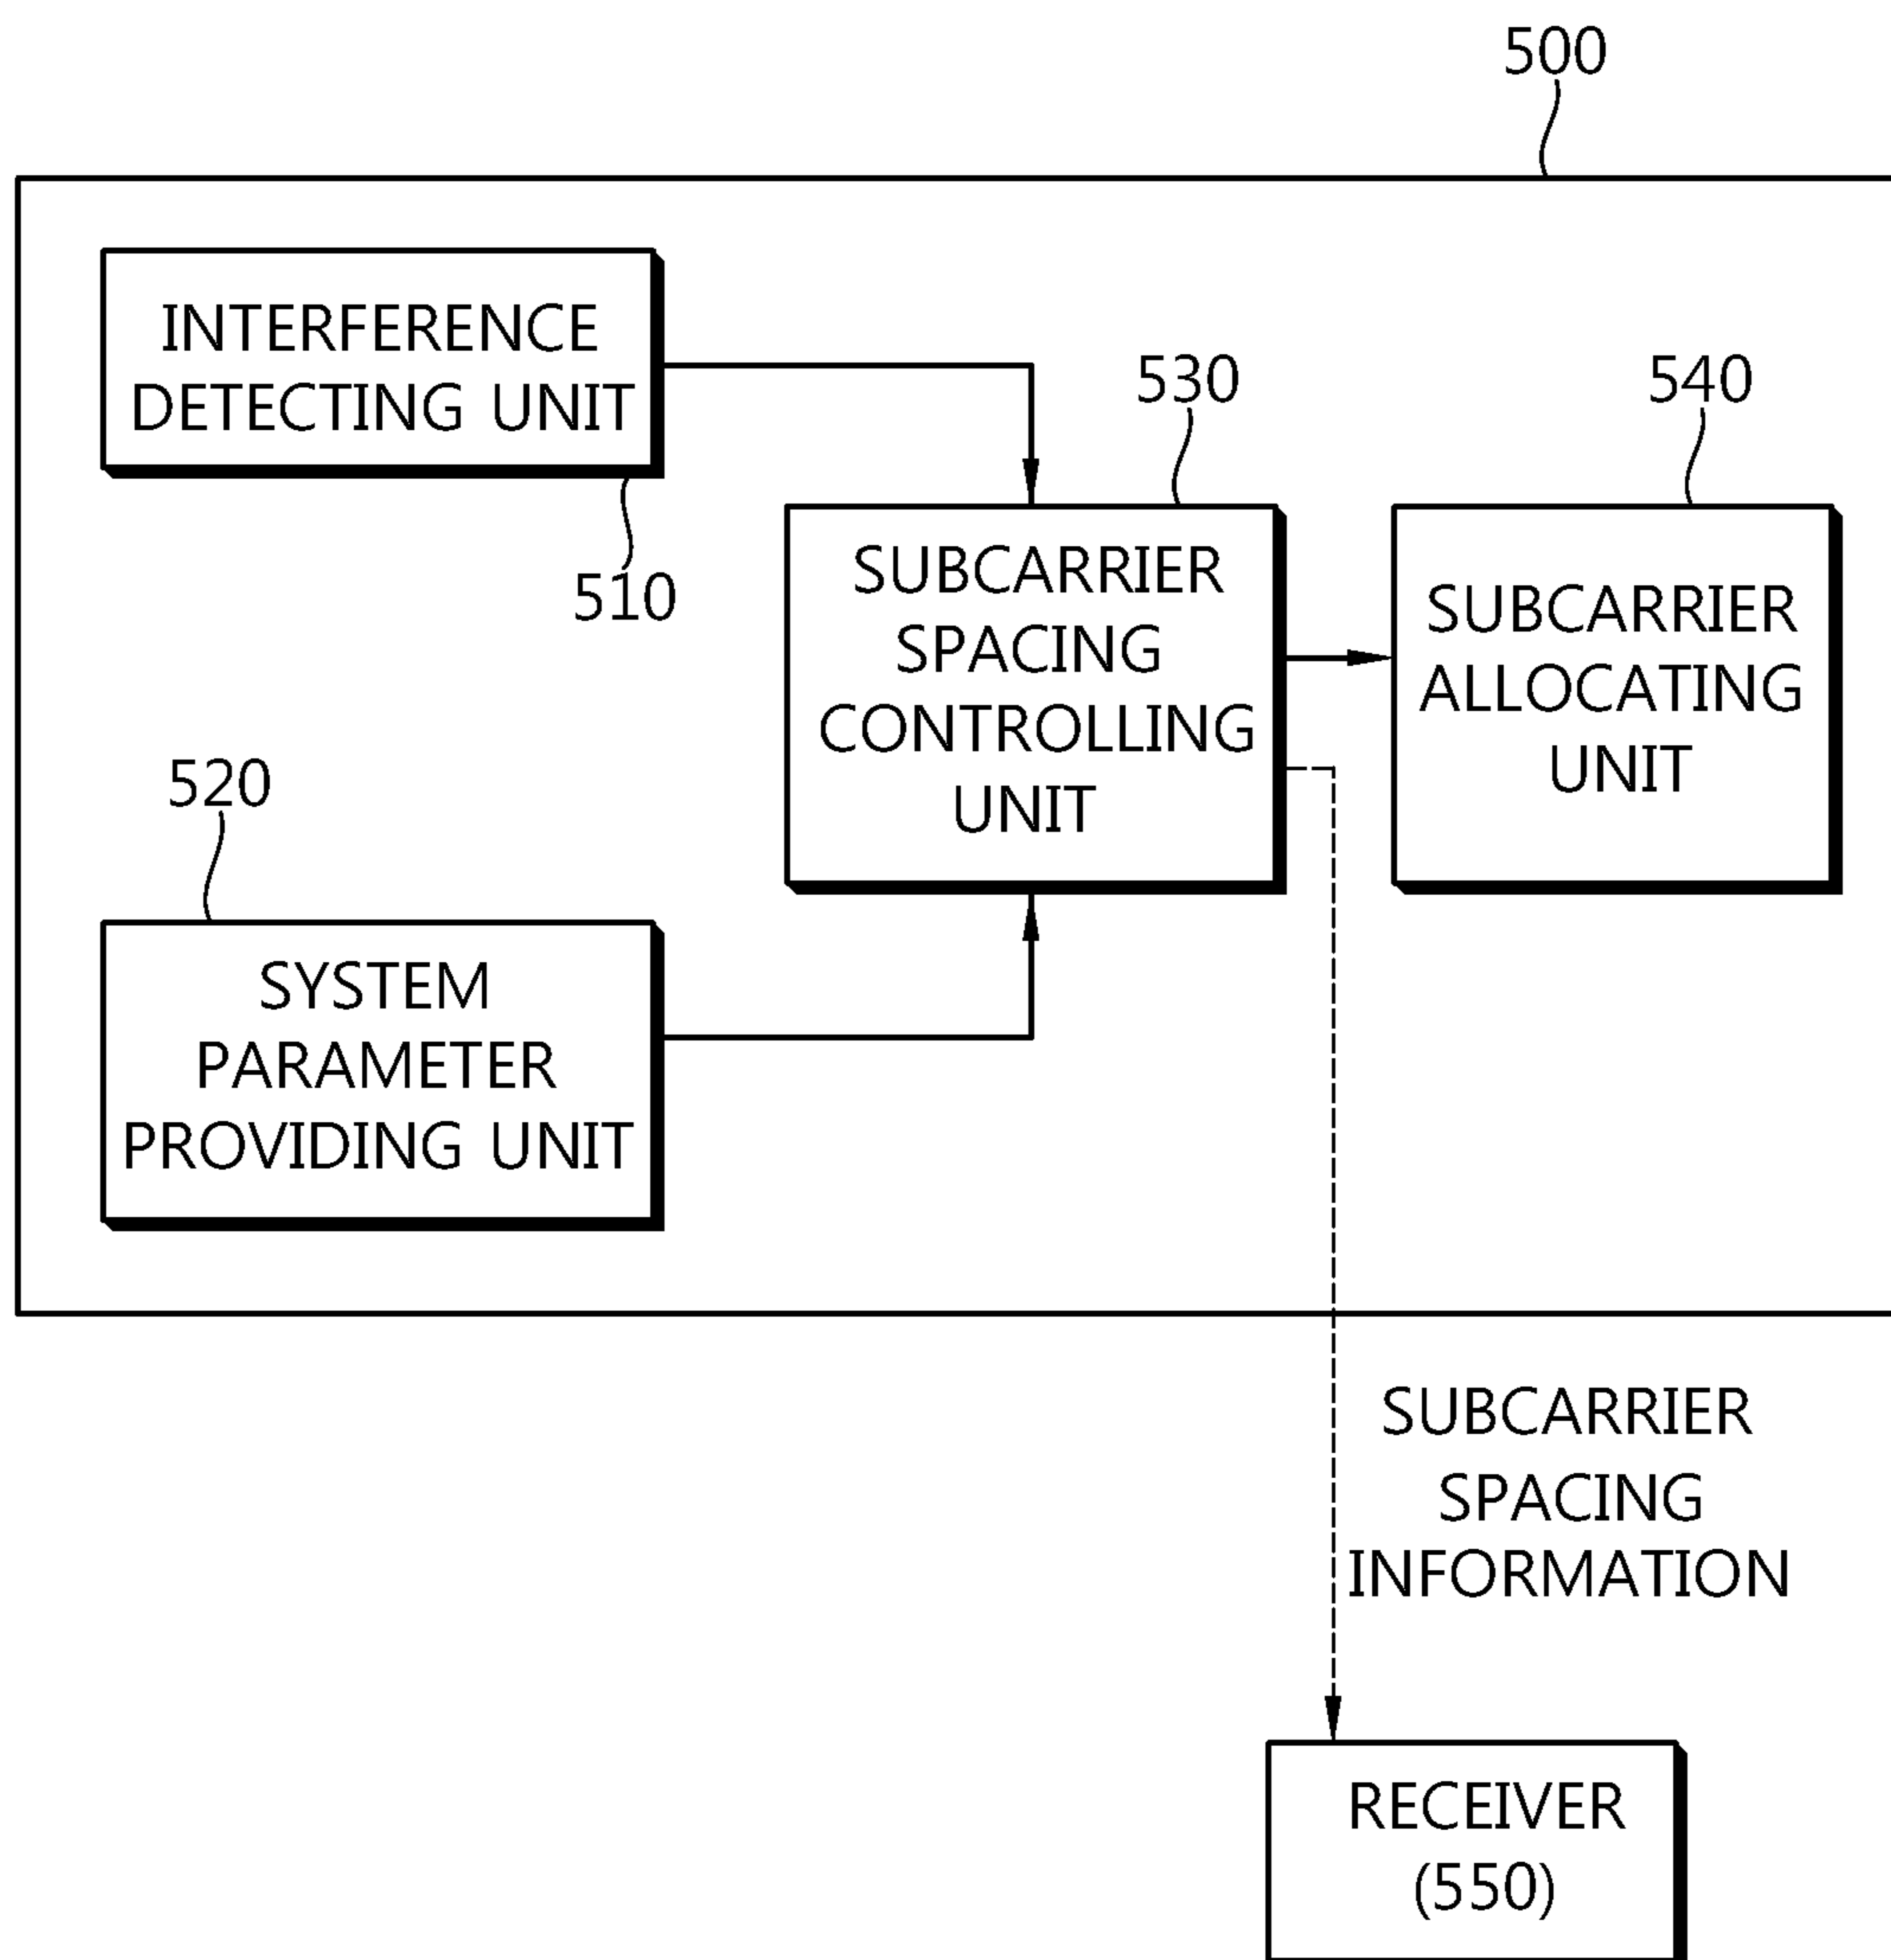 500
INTERFERENCE
DETECTING UNIT
510
530
540
SUBCARRIER
SPACING
CONTROLLING
UNIT
SUBCARRIER
ALLOCATING
UNIT
520
SYSTEM
PARAMETER
PROVIDING UNIT
SUBCARRIER
SPACING
INFORMATION
RECEIVER
(550)